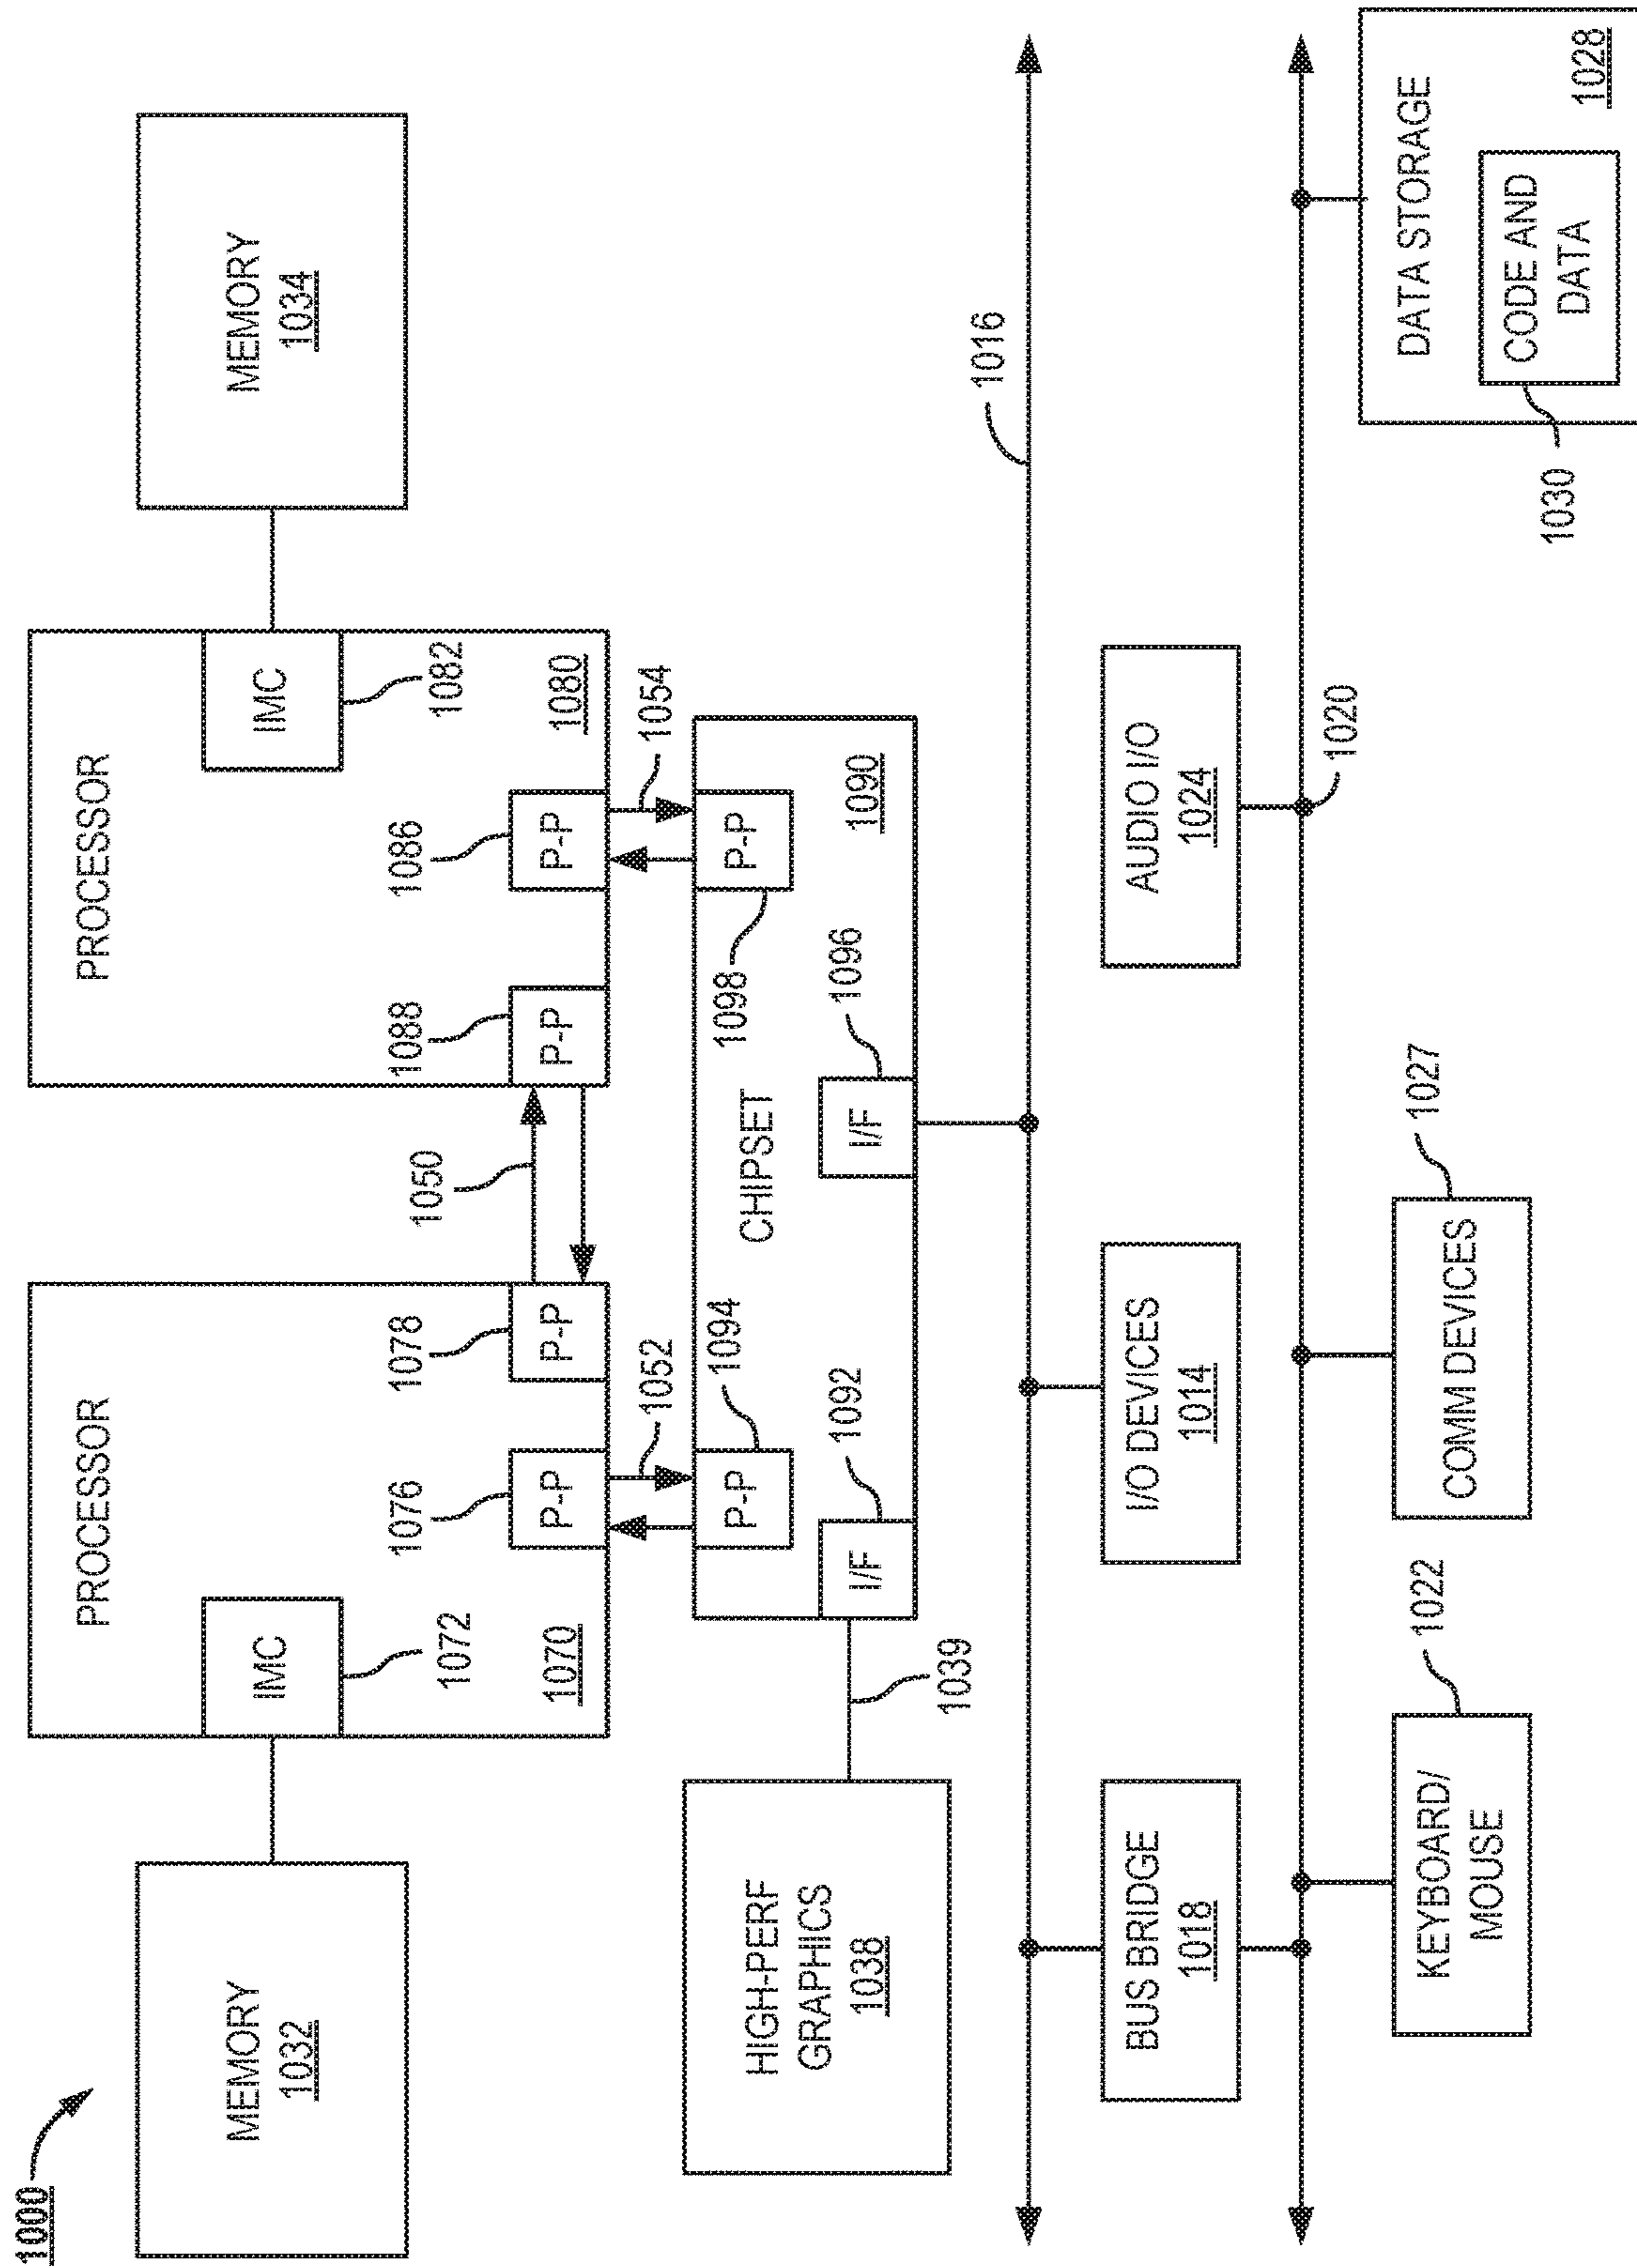 1000
PROCESSOR
PROCESSOR
MEMORY
1032
IMC
1072
1070
1076
P-P
1078
P-P
1050
1088
P-P
1086
P-P
IMC
1082
1080
MEMORY
1034
1052
1054
HIGH-PERF
GRAPHICS
1038
1039
I/F
1092
P-P
1094
CHIPSET
I/F
1096
P-P
1098
1090
1016
BUS BRIDGE
1018
I/O DEVICES
1014
AUDIO I/O
1024
1020
KEYBOARD/
MOUSE
1022
COMM DEVICES
1027
DATA STORAGE
CODE AND
DATA
1030
1028